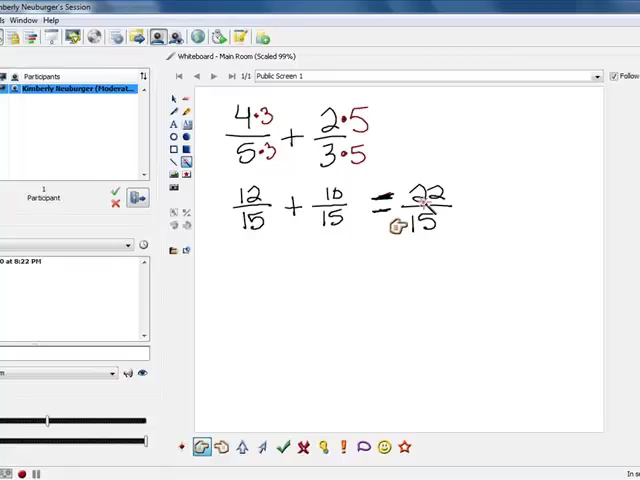 Kimberly Neuburger's Session
Window Help
Whiteboard - Main Room (Scaled 99%)
1/1 Public Screen 1 Follow
Participants
Kimberly Neuburger (Moderat...
1
Participant
0 at 8:22 PM
4·3/5·3 + 2·5/3·5
12/15 + 10/15 = 22/15